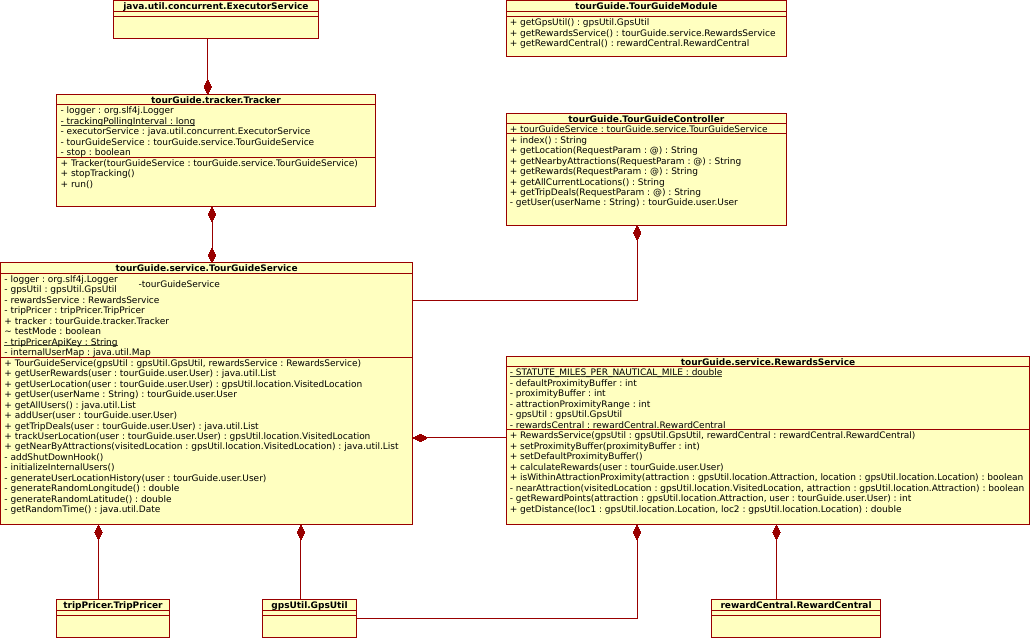 java.util.concurrent.ExecutorService
tourGuide.TourGuideModule
+ getGpsUtil() : gpsUtil.GpsUtil
+ getRewardsService() : tourGuide.service.RewardsService
+ getRewardCentral() : rewardCentral.RewardCentral
tourGuide.tracker.Tracker
- logger : org.slf4j.Logger
- trackingPollingInterval : long
- executorService : java.util.concurrent.ExecutorService
- tourGuideService : tourGuide.service.TourGuideService
- stop : boolean
+ Tracker(tourGuideService : tourGuide.service.TourGuideService)
+ stopTracking()
+ run()
tourGuide.TourGuideController
+ tourGuideService : tourGuide.service.TourGuideService
+ index() : String
+ getLocation(RequestParam : @) : String
+ getNearbyAttractions(RequestParam : @) : String
+ getRewards(RequestParam : @) : String
+ getAllCurrentLocations() : String
+ getTripDeals(RequestParam : @) : String
- getUser(userName : String) : tourGuide.user.User
tourGuide.service.TourGuideService
- logger : org.slf4j.Logger
-tourGuideService
- gpsUtil : gpsUtil.GpsUtil
- rewardsService : RewardsService
- tripPricer : tripPricer.TripPricer
+ tracker : tourGuide.tracker.Tracker
~ testMode : boolean
- tripPricerApiKey : String
- internalUserMap : java.util.Map
+ TourGuideService(gpsUtil : gpsUtil.GpsUtil, rewardsService : RewardsService)
+ getUserRewards(user : tourGuide.user.User) : java.util.List
+ getUserLocation(user : tourGuide.user.User) : gpsUtil.location.VisitedLocation
+ getUser(userName : String) : tourGuide.user.User
+ getAllUsers() : java.util.List
+ addUser(user : tourGuide.user.User)
+ getTripDeals(user : tourGuide.user.User) : java.util.List
+ trackUserLocation(user : tourGuide.user.User) : gpsUtil.location.VisitedLocation
+ getNearByAttractions(visitedLocation : gpsUtil.location.VisitedLocation) : java.util.List
- addShutDownHook()
- initializeInternalUsers()
- generateUserLocationHistory(user : tourGuide.user.User)
- generateRandomLongitude() : double
- generateRandomLatitude() : double
- getRandomTime() : java.util.Date
tourGuide.service.RewardsService
- STATUTE_MILES_PER_NAUTICAL_MILE : double
- defaultProximityBuffer : int
- proximityBuffer : int
- attractionProximityRange : int
- gpsUtil : gpsUtil.GpsUtil
- rewardsCentral : rewardCentral.RewardCentral
+ RewardsService(gpsUtil : gpsUtil.GpsUtil, rewardCentral : rewardCentral.RewardCentral)
+ setProximityBuffer(proximityBuffer : int)
+ setDefaultProximityBuffer()
+ calculateRewards(user : tourGuide.user.User)
+ isWithinAttractionProximity(attraction : gpsUtil.location.Attraction, location : gpsUtil.location.Location) : boolean
- nearAttraction(visitedLocation : gpsUtil.location.VisitedLocation, attraction : gpsUtil.location.Attraction) : boolean
- getRewardPoints(attraction : gpsUtil.location.Attraction, user : tourGuide.user.User) : int
+ getDistance(loc1 : gpsUtil.location.Location, loc2 : gpsUtil.location.Location) : double
tripPricer.TripPricer
gpsUtil.GpsUtil
rewardCentral.RewardCentral